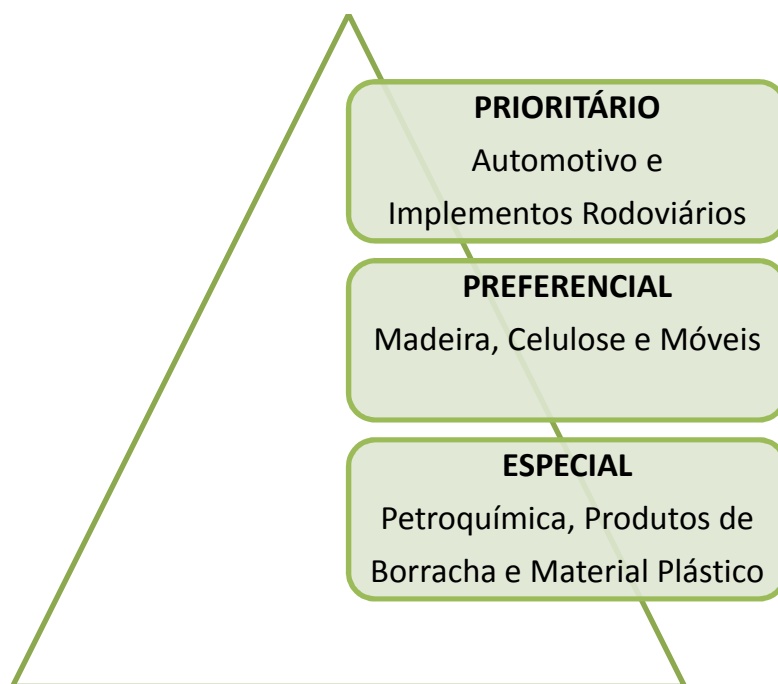 PRIORITÁRIO
Automotivo e
Implementos Rodoviários
PREFERENCIAL
Madeira, Celulose e Móveis
ESPECIAL
Petroquímica, Produtos de
Borracha e Material Plástico